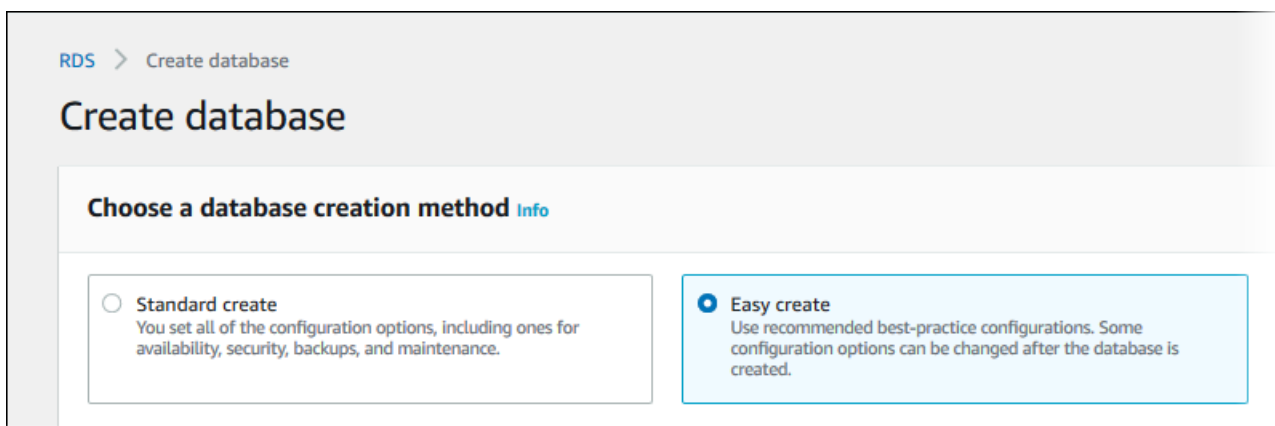 RDS > Create database
Create database
Choose a database creation method Info
Standard create
You set all of the configuration options, including ones for
availability, security, backups, and maintenance.
Easy create
Use recommended best-practice configurations. Some
configuration options can be changed after the database is
created.